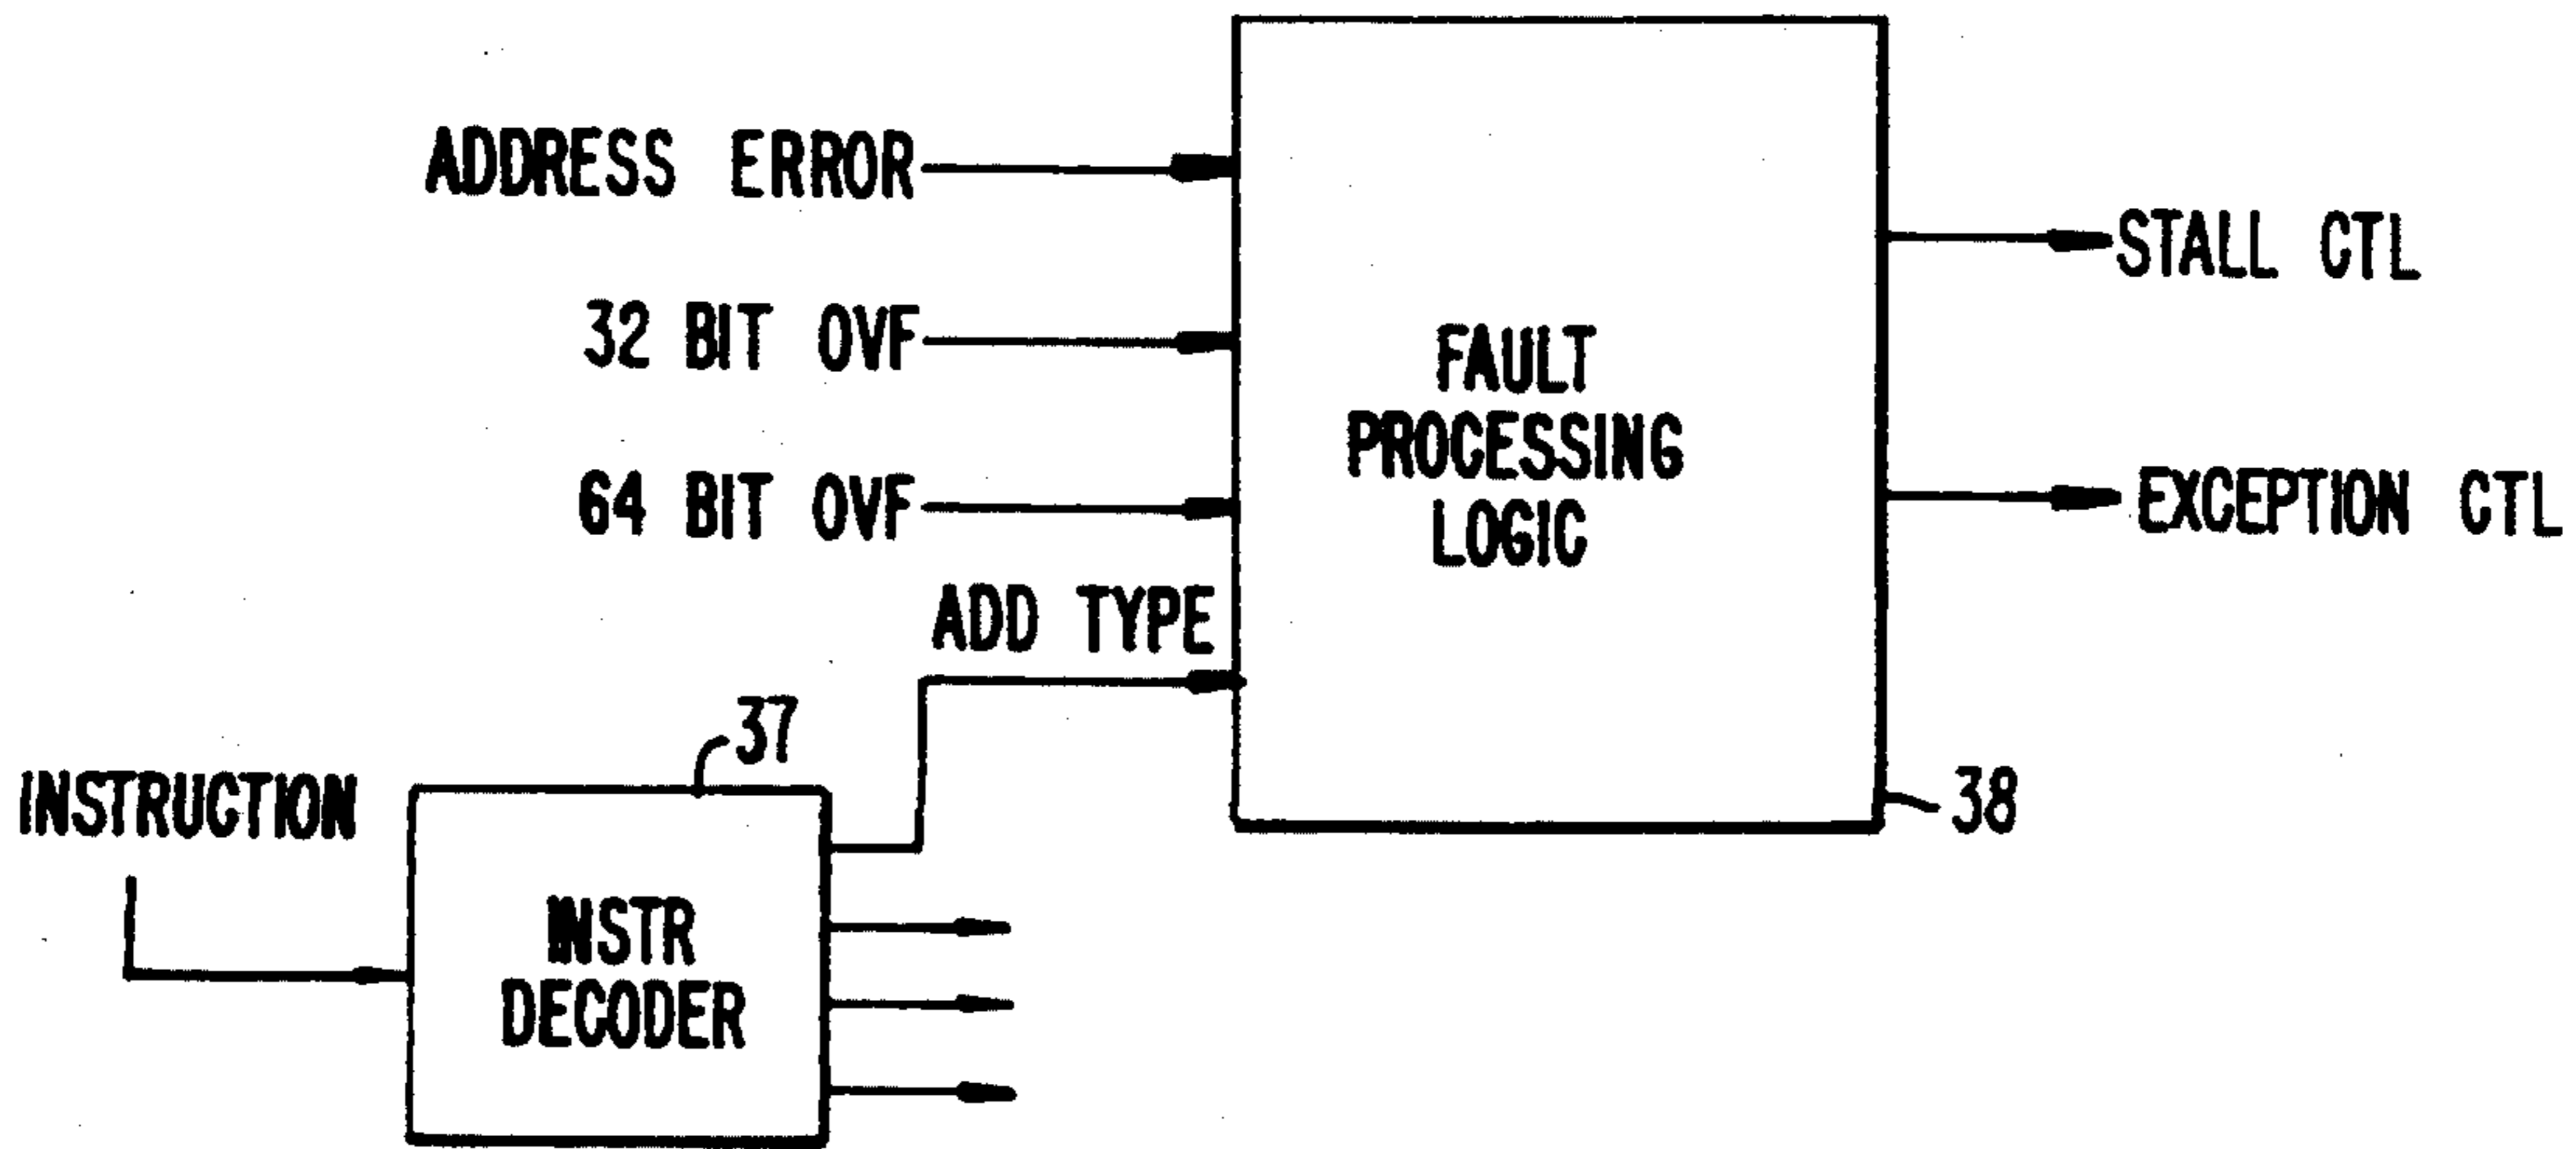 ADDRESS ERROR
32 BIT OVF
64 BIT OVF
ADD TYPE
FAULT
PROCESSING
LOGIC
STALL CTL
EXCEPTION CTL
38
37
INSTRUCTION
INSTR
DECODER